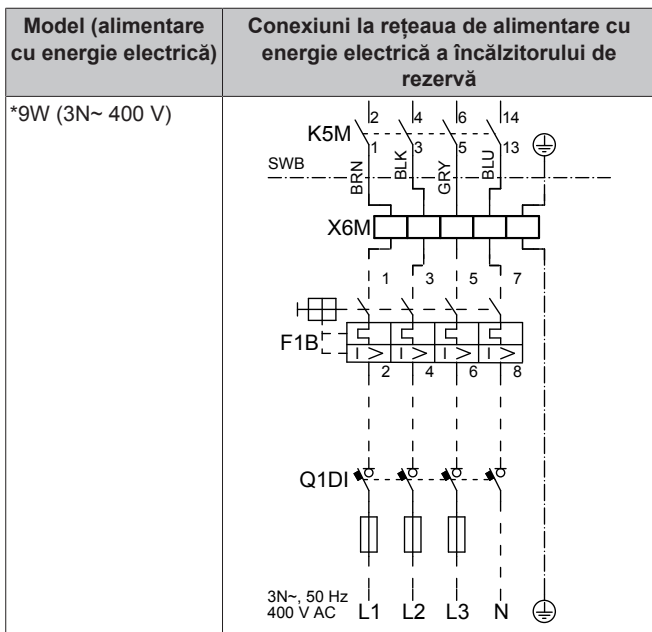 Model (alimentare cu energie electrică)
Conexiuni la rețeaua de alimentare cu energie electrică a încălzitorului de rezervă
*9W (3N~ 400 V)
2 4 6 14
K5M
1 3 5 13
SWB
BRN BLK GRY BLU
X6M
1 3 5 7
F1B
I > I > I > I >
2 4 6 8
Q1DI
3N~, 50 Hz
400 V AC
L1 L2 L3 N